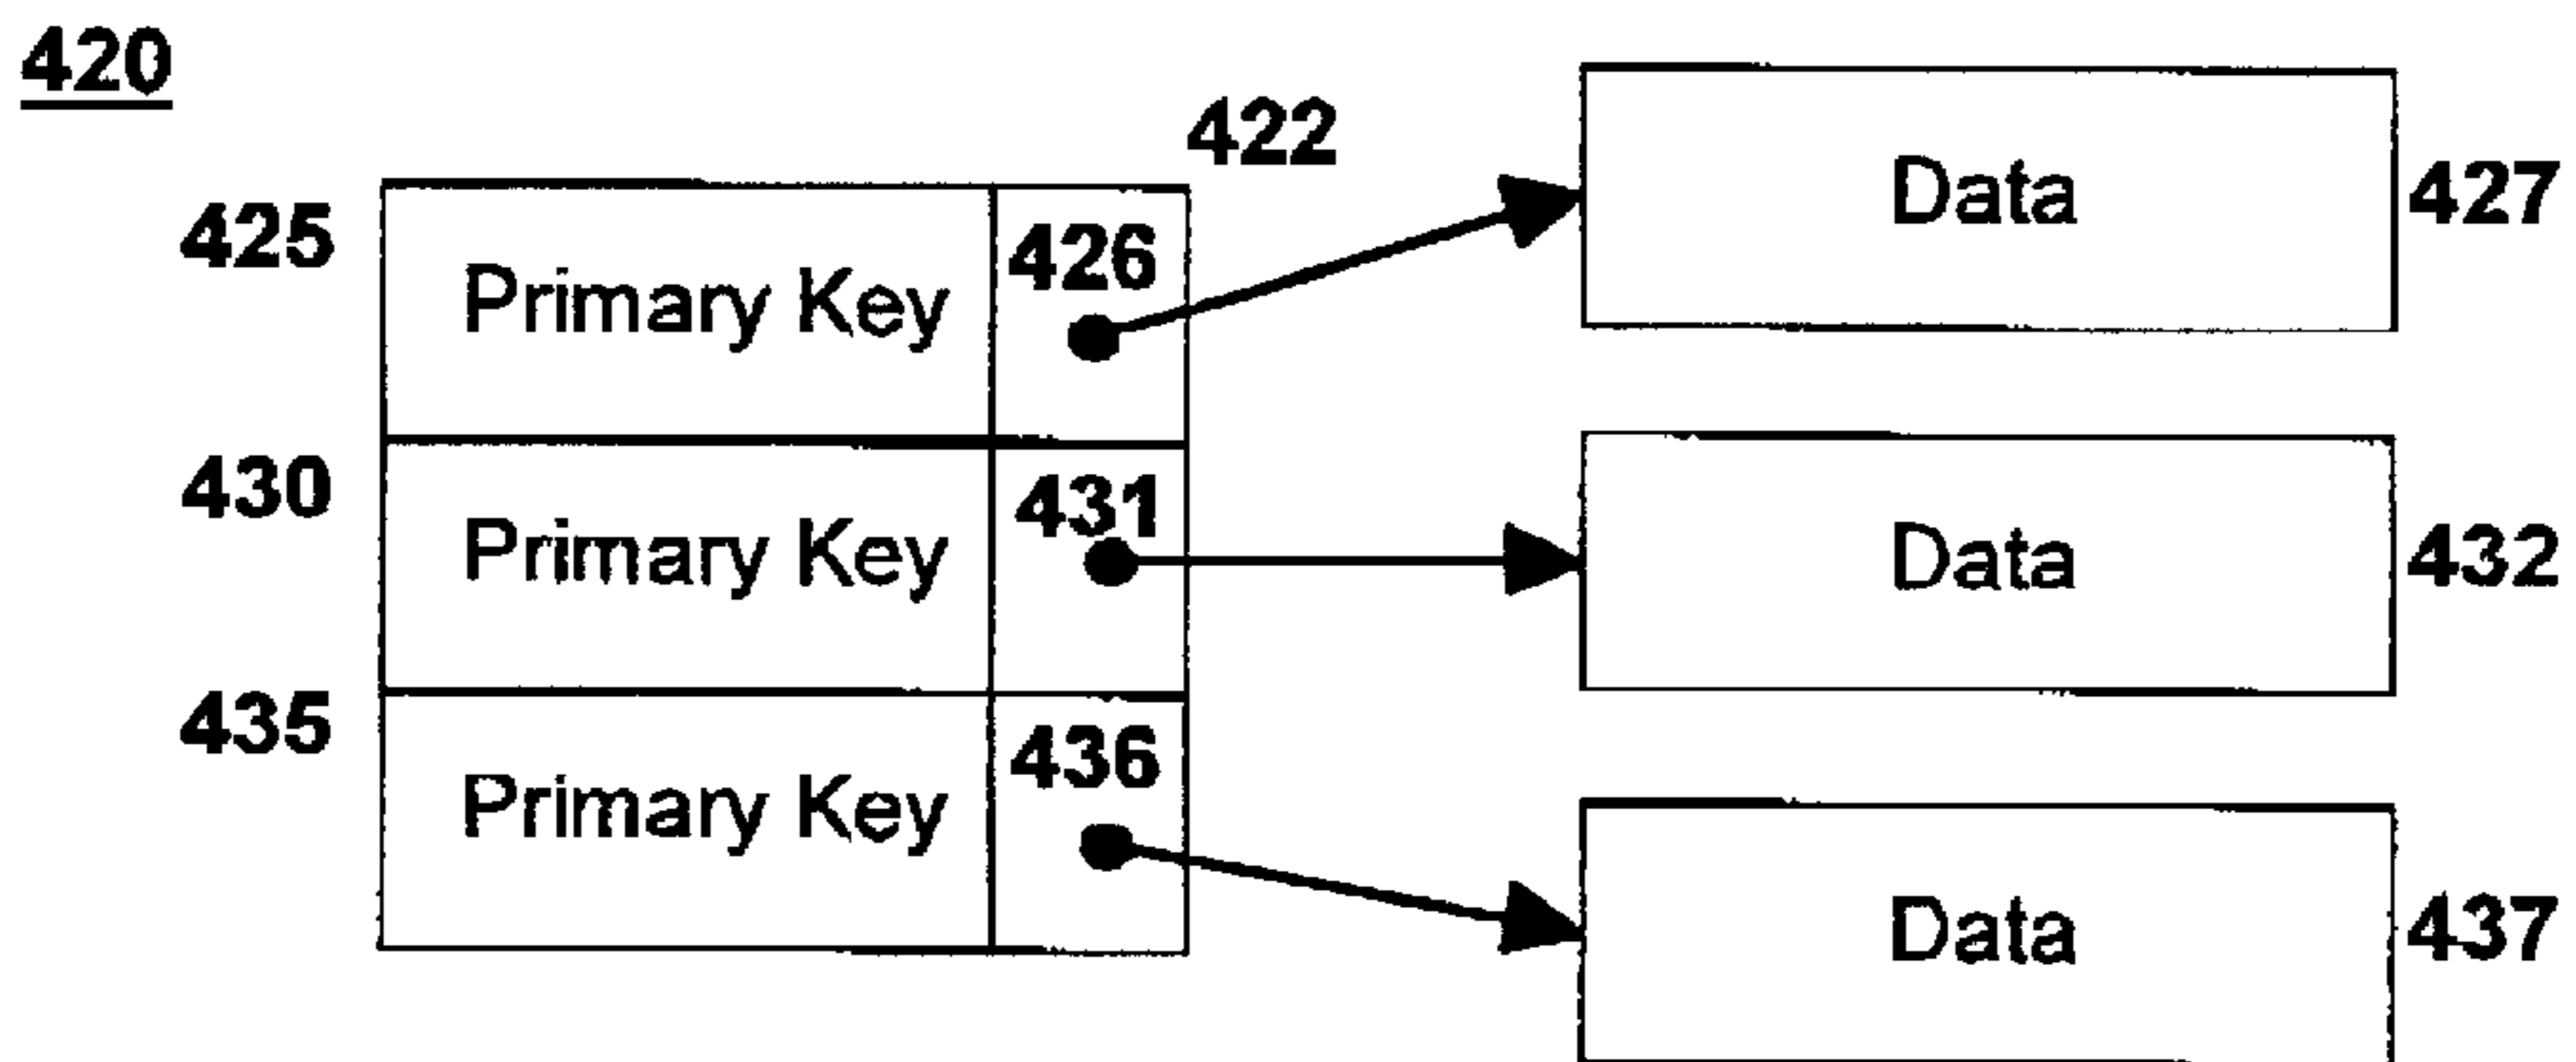 420
422
Data 427
425 Primary Key 426
430 Primary Key 431
Data 432
435 Primary Key 436
Data 437